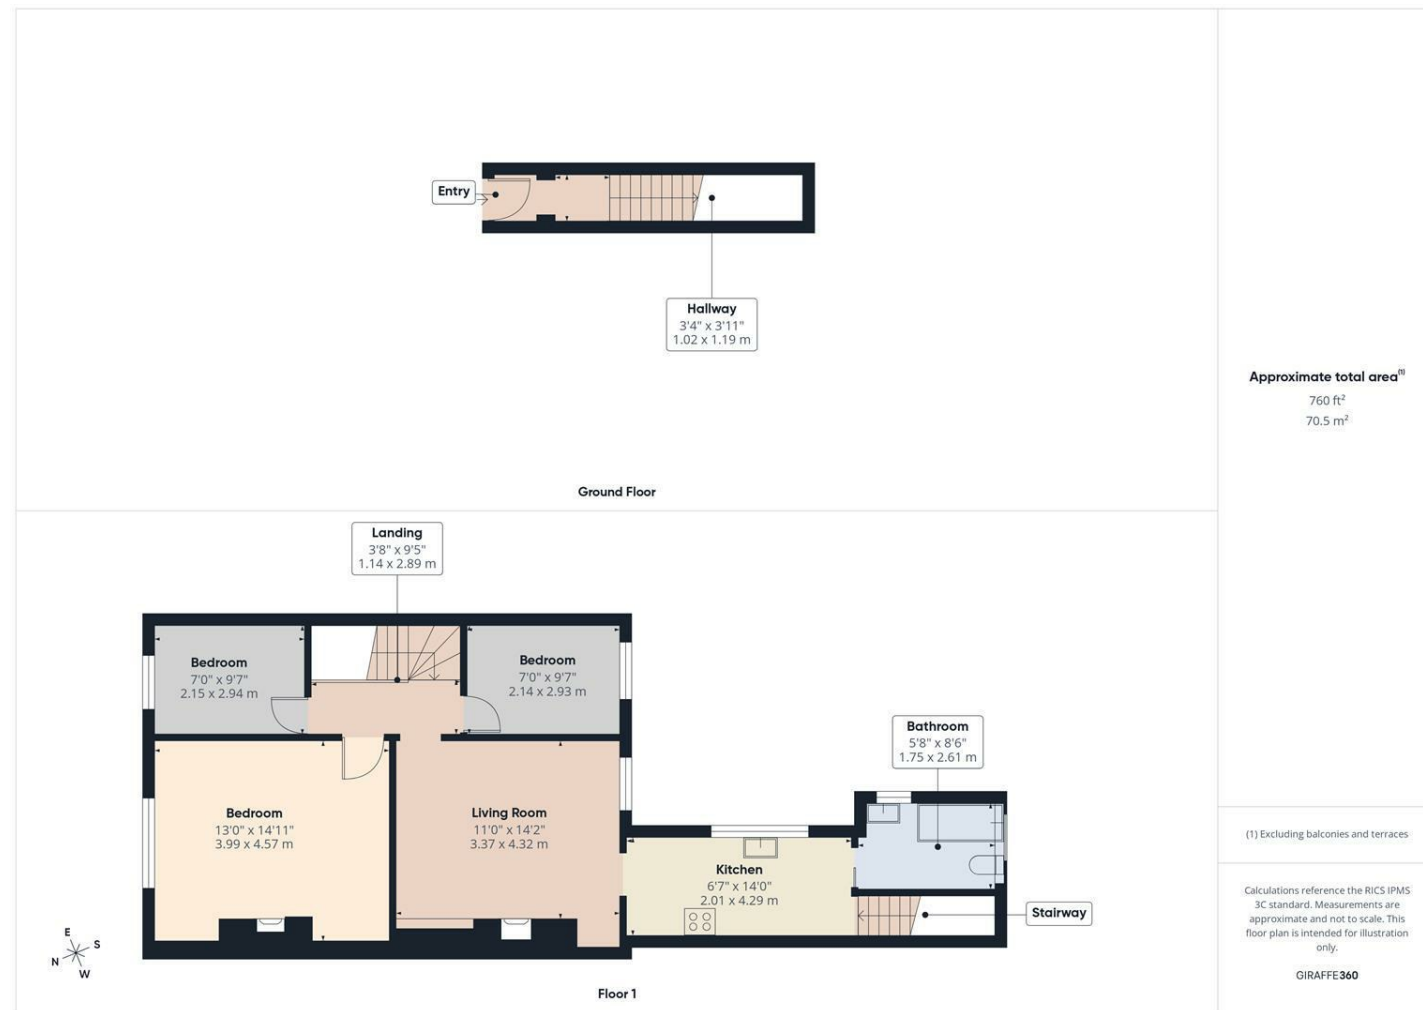 Entry
Hallway
3'4" x 3'11"
1.02 x 1.19 m
Ground Floor
Landing
3'8" x 9'5"
1.14 x 2.89 m
Bedroom
7'0" x 9'7"
2.15 x 2.94 m
Bedroom
7'0" x 9'7"
2.14 x 2.93 m
Bathroom
5'8" x 8'6"
1.75 x 2.61 m
Bedroom
13'0" x 14'11"
3.99 x 4.57 m
Living Room
11'0" x 14'2"
3.37 x 4.32 m
Kitchen
6'7" x 14'0"
2.01 x 4.29 m
Stairway
E
S
N
W
Floor 1
Approximate total area(1)
760 ft²
70.5 m²
(1) Excluding balconies and terraces
Calculations reference the RICS IPMS
3C standard. Measurements are
approximate and not to scale. This
floor plan is intended for illustration
only.
GIRAFFE360